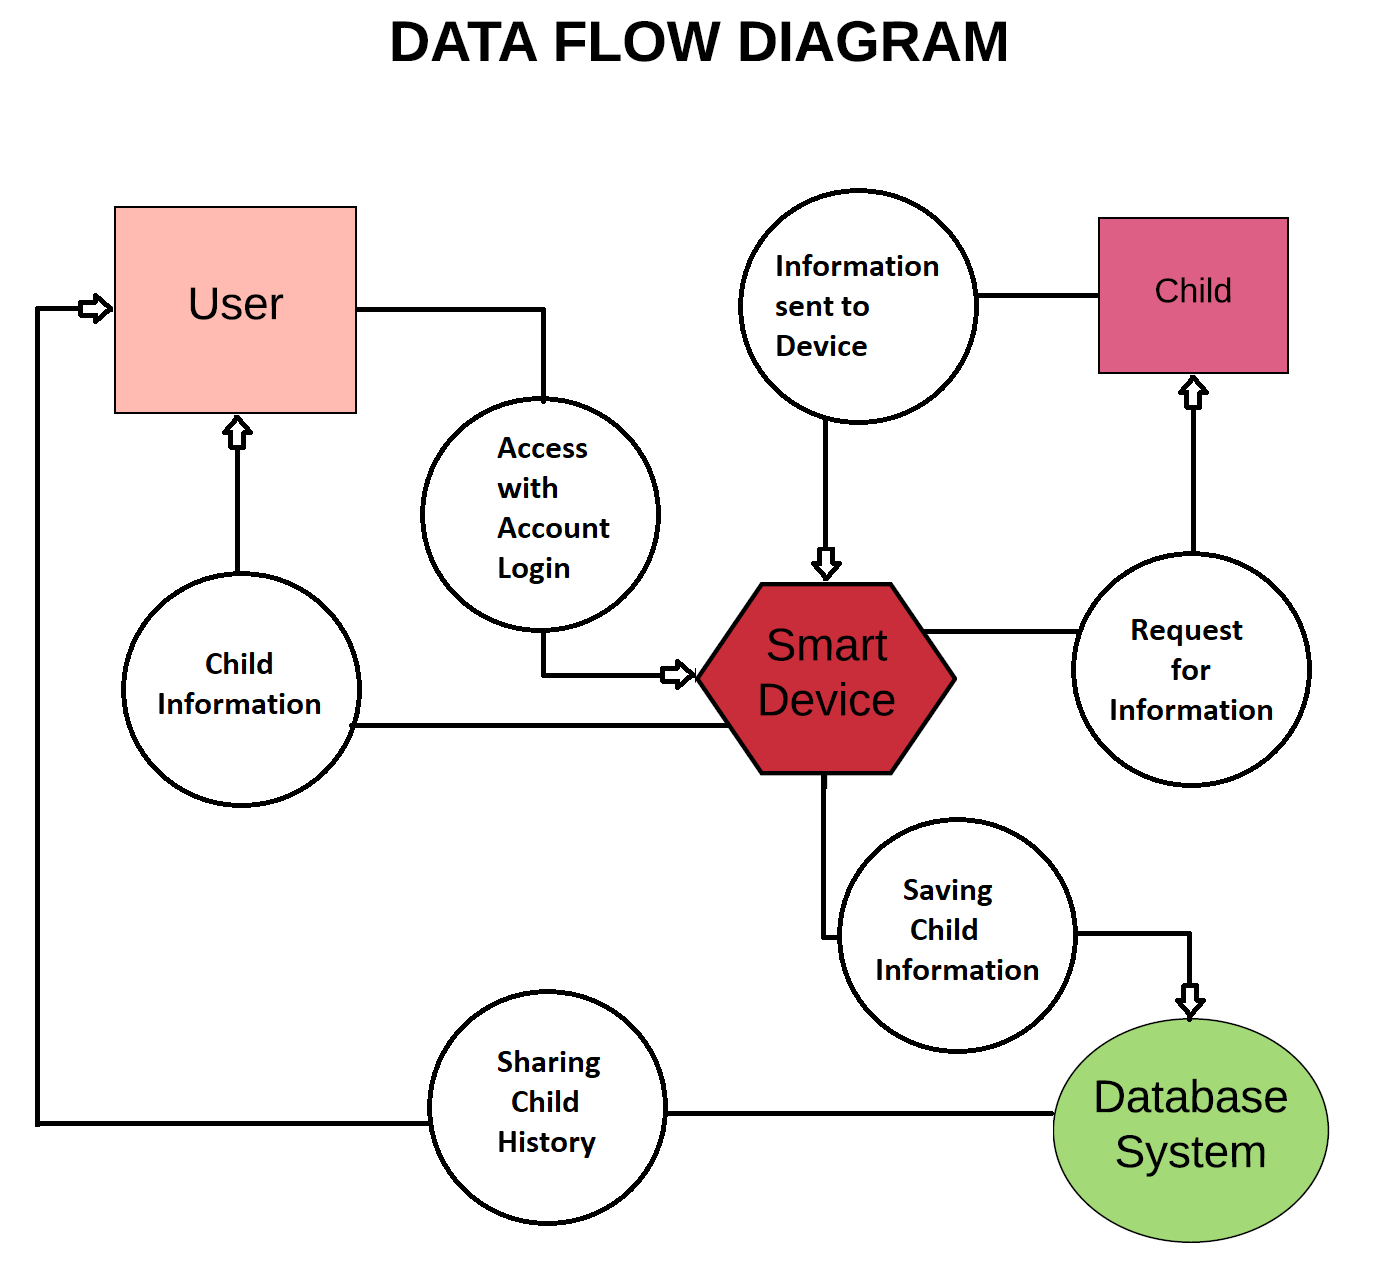 DATA FLOW DIAGRAM
User
Information
sent to
Device
Child
Access
with
Account
Login
Child
Information
Smart
Device
Request
for
Information
Saving
Child
Information
Sharing
Child
History
Database
System